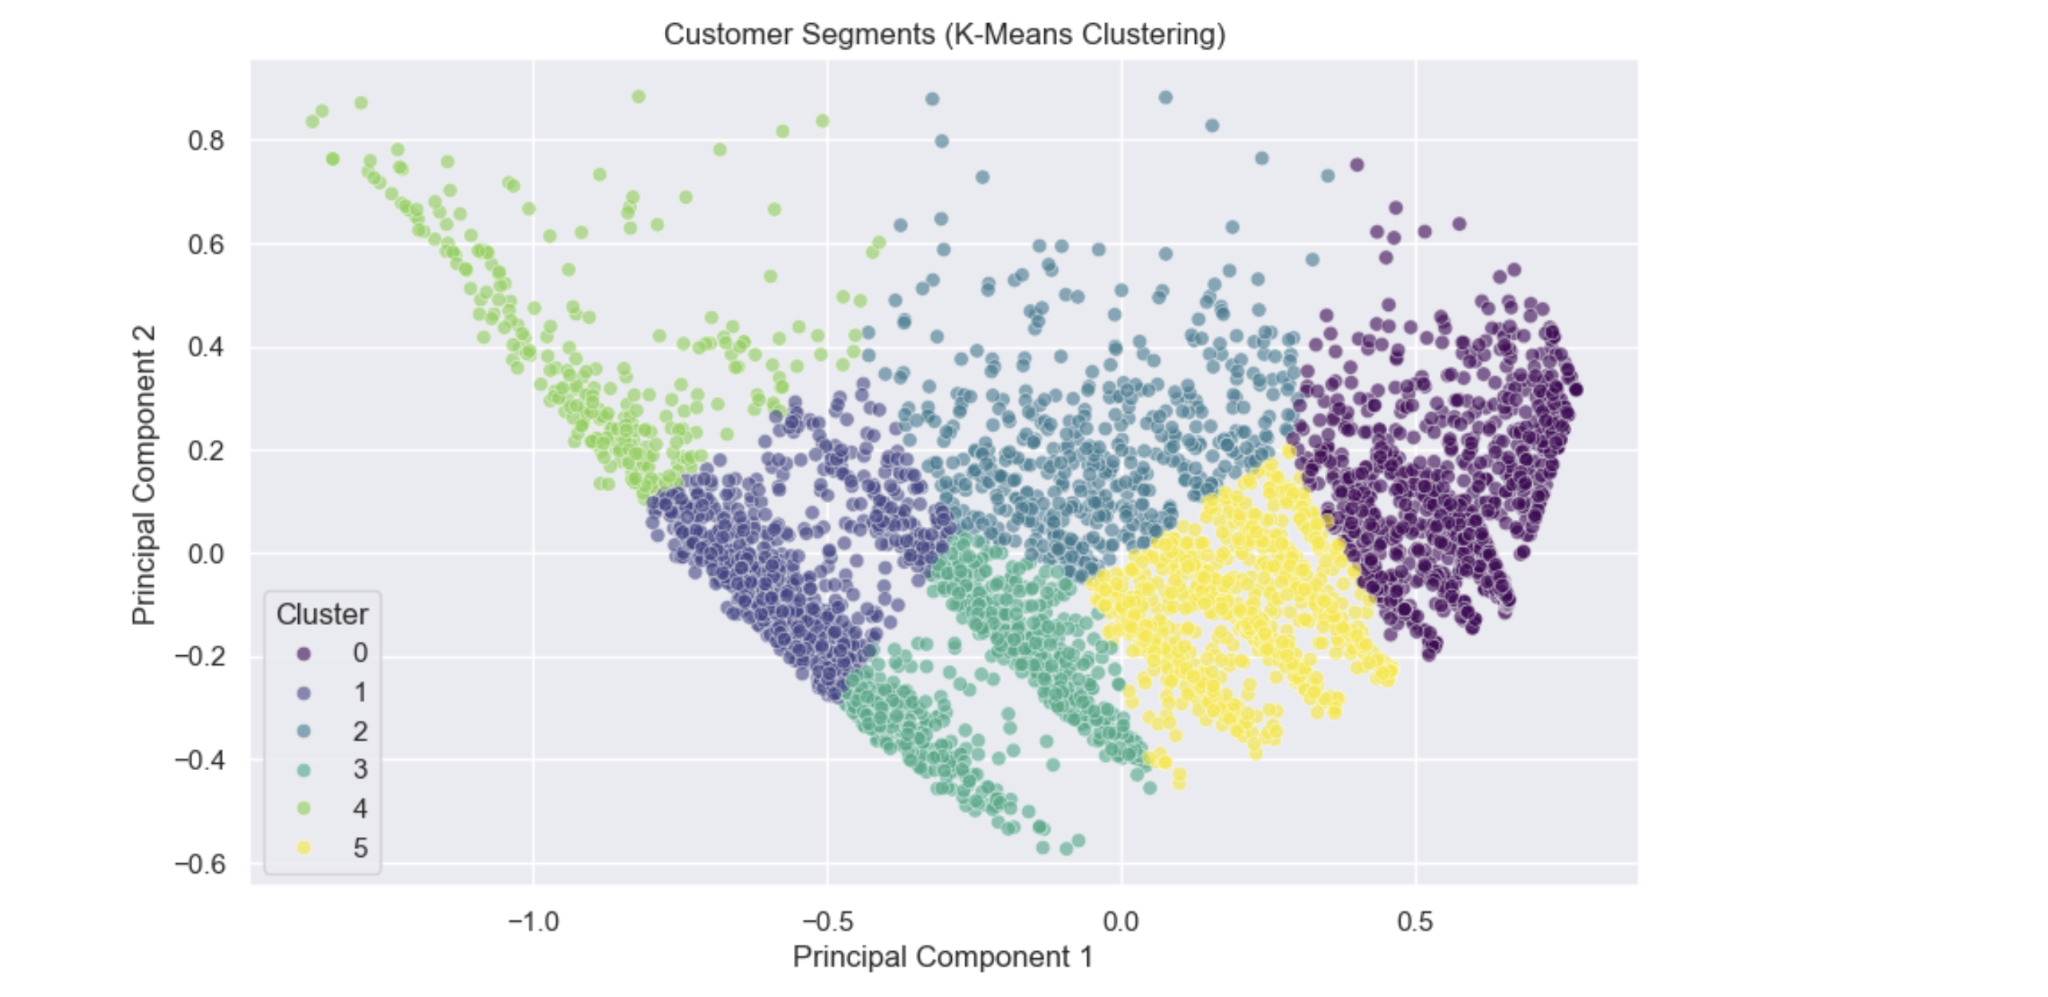 Customer Segments (K-Means Clustering)
Principal Component 2
0.8
0.6
0.4
0.2
0.0
−0.2
−0.4
−0.6
Cluster
0
1
2
3
4
5
−1.0 −0.5 0.0 0.5
Principal Component 1